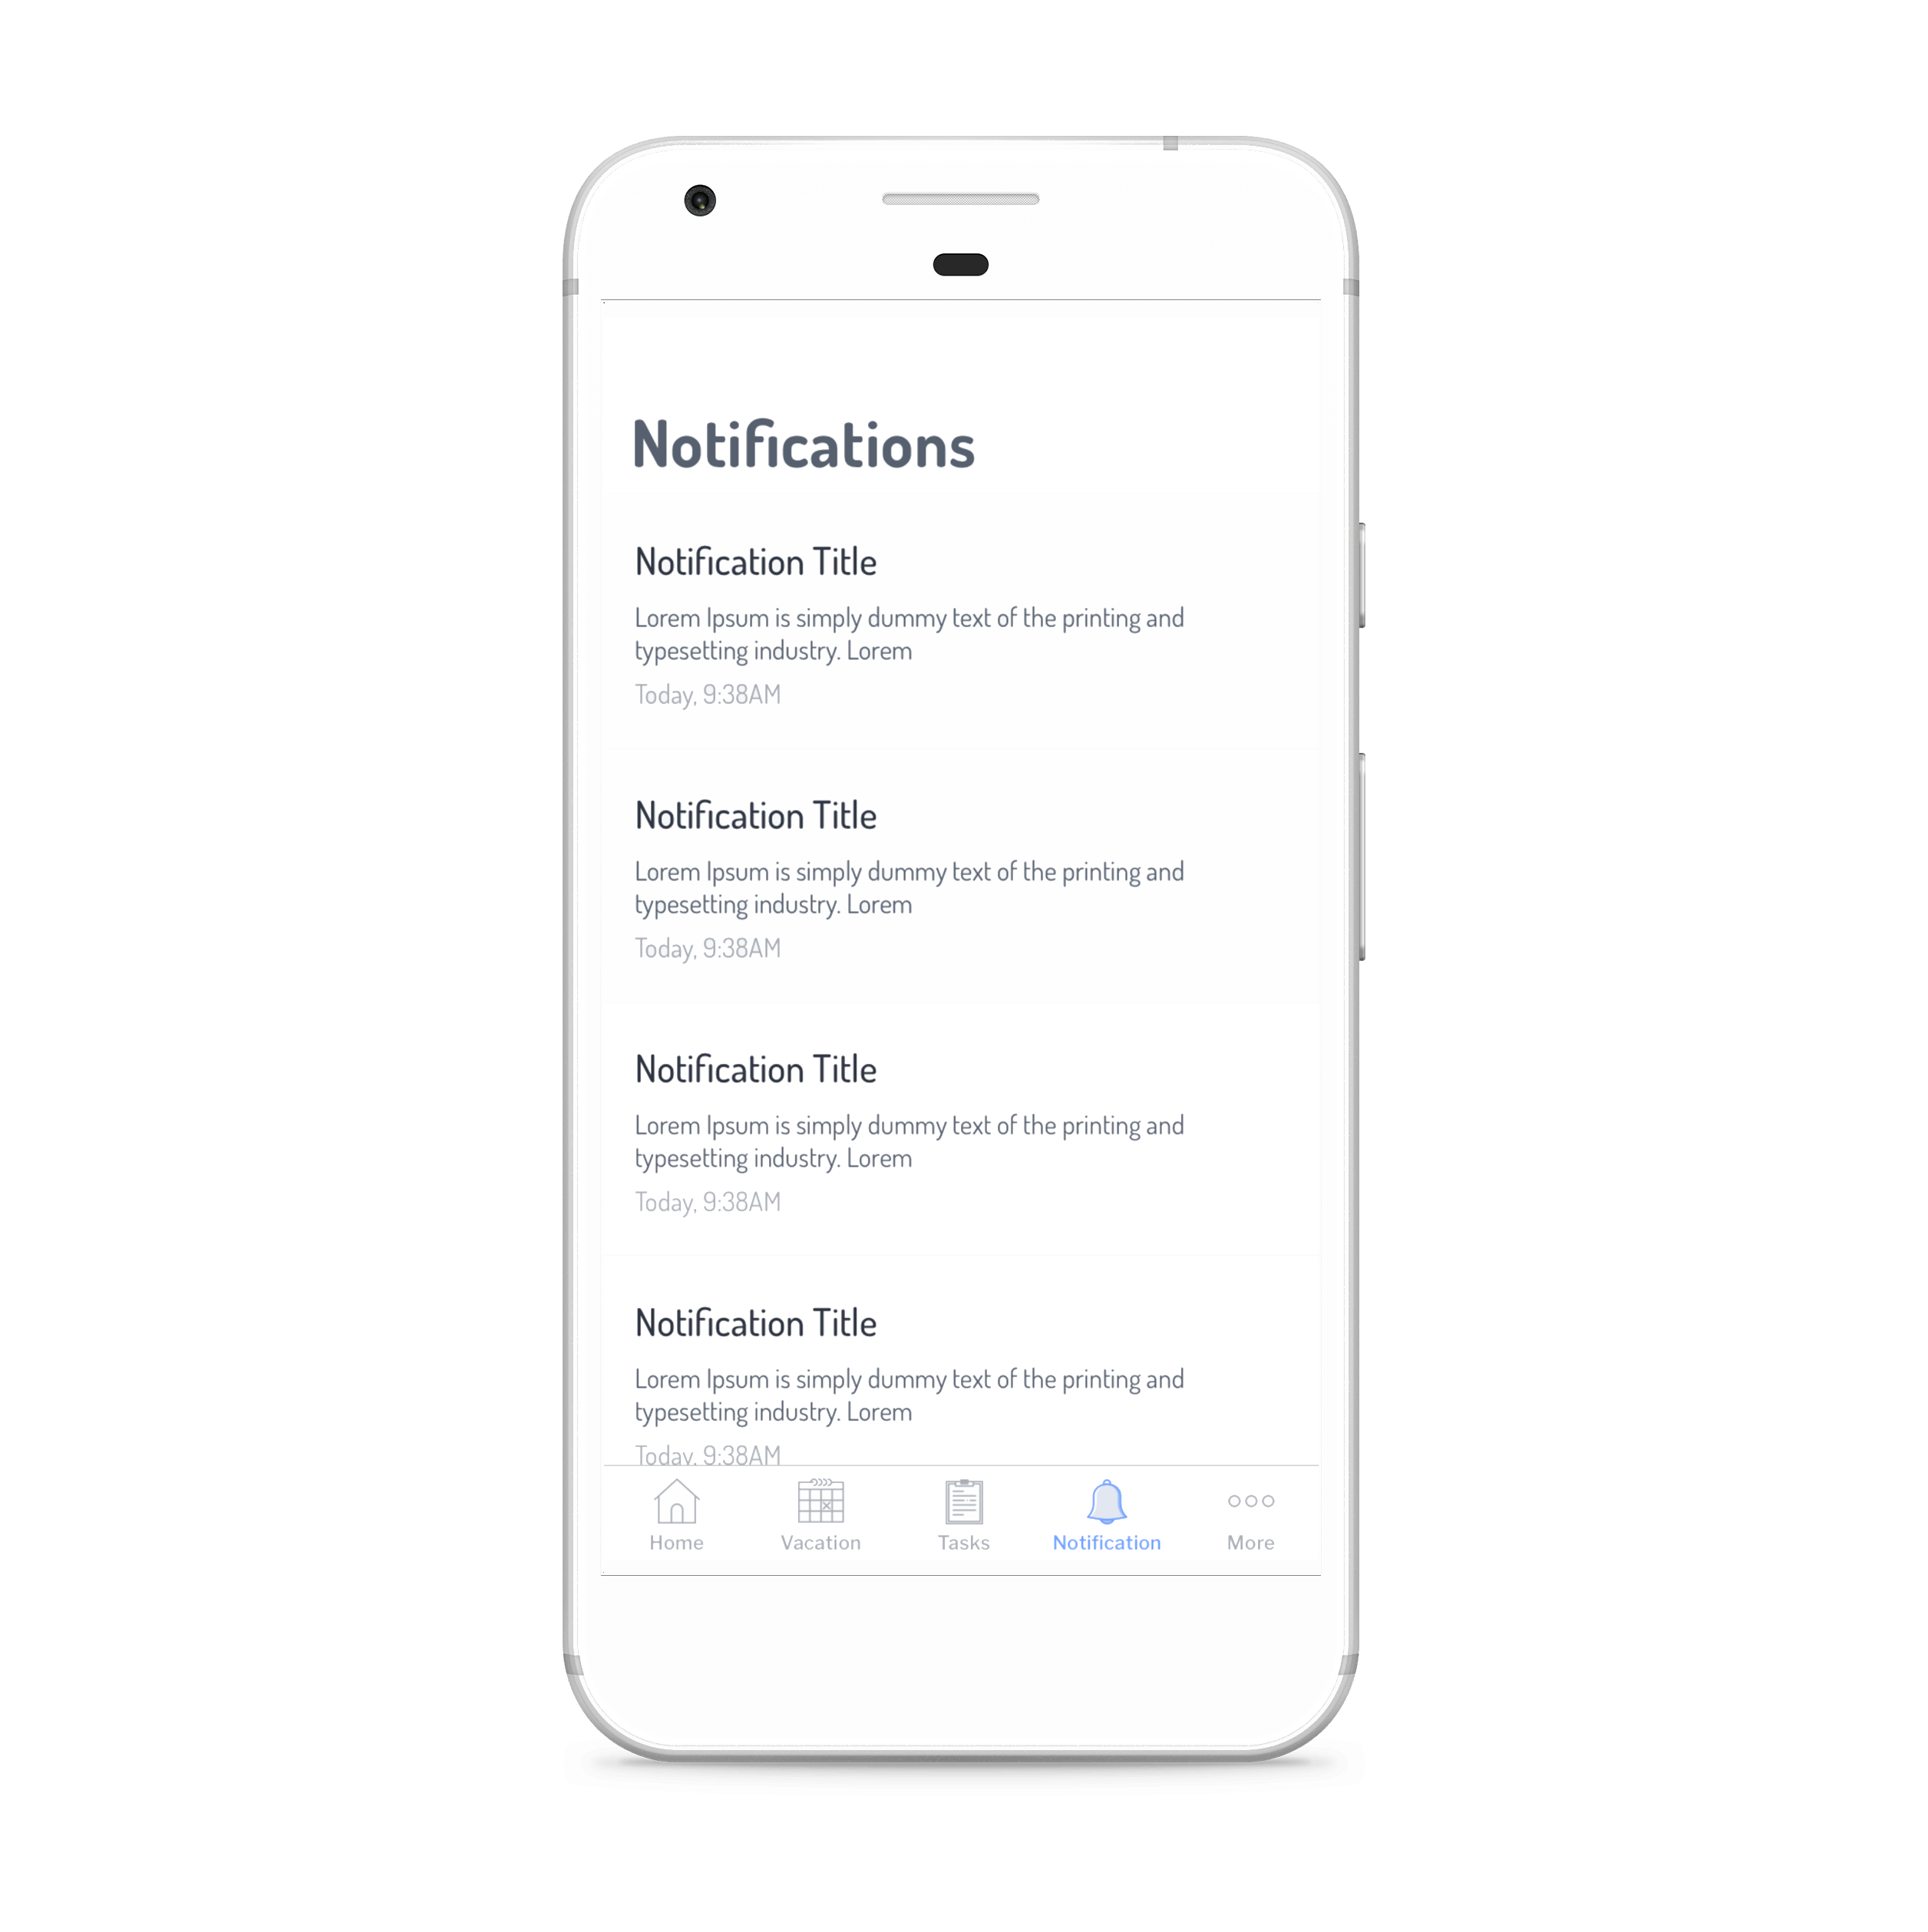 Notifications
Notification Title
Lorem Ipsum is simply dummy text of the printing and
typesetting industry. Lorem
Today, 9:38AM
Notification Title
Lorem Ipsum is simply dummy text of the printing and
typesetting industry. Lorem
Today, 9:38AM
Notification Title
Lorem Ipsum is simply dummy text of the printing and
typesetting industry. Lorem
Today, 9:38AM
Notification Title
Lorem Ipsum is simply dummy text of the printing and
typesetting industry. Lorem
Today, 9:38AM
Home Vacation Tasks Notification More